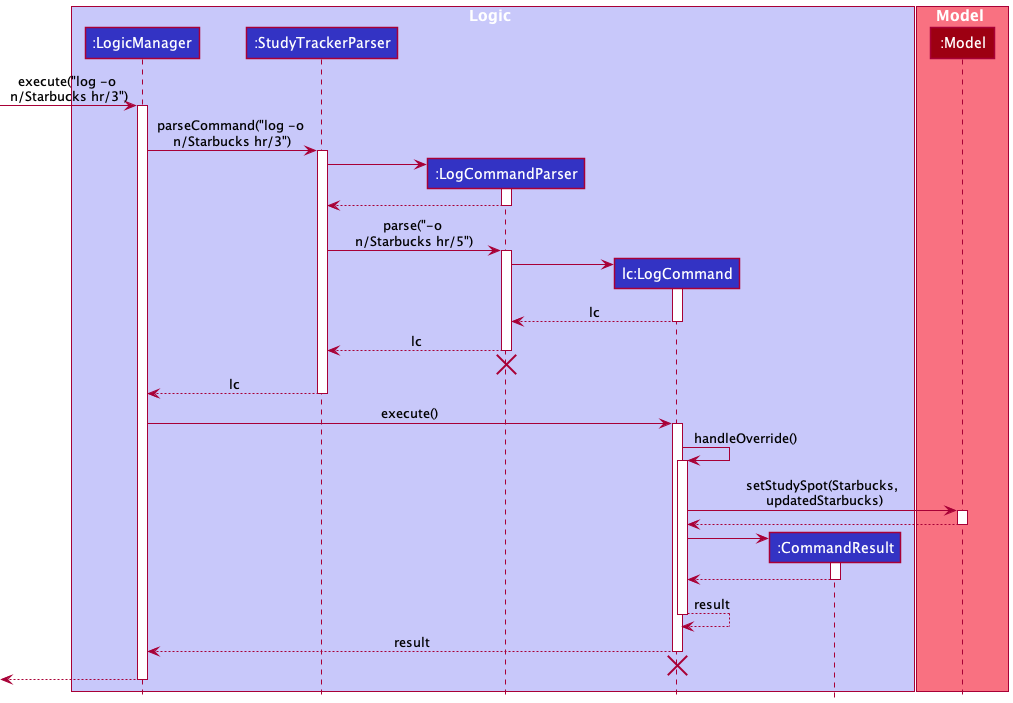 Logic
Model
:LogicManager
:StudyTrackerParser
:Model
execute("log -o
n/Starbucks hr/3")
parseCommand("log -o
n/Starbucks hr/3")
:LogCommandParser
parse("-o
n/Starbucks hr/5")
lc:LogCommand
lc
lc
lc
execute()
handleOverride()
setStudySpot(Starbucks,
updatedStarbucks)
:CommandResult
result
result